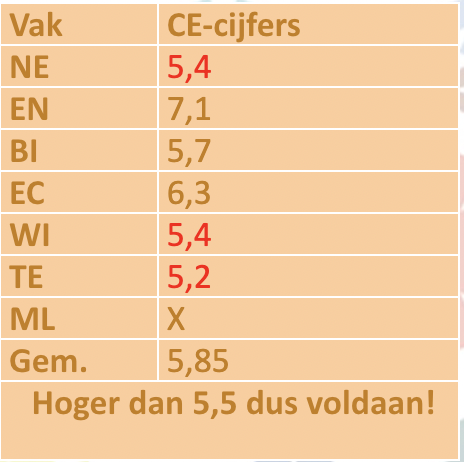 Vak CE-cijfers
NE 5,4
EN 7,1
BI 5,7
EC 6,3
WI 5,4
TE 5,2
ML X
Gem. 5,85
Hoger dan 5,5 dus voldaan!